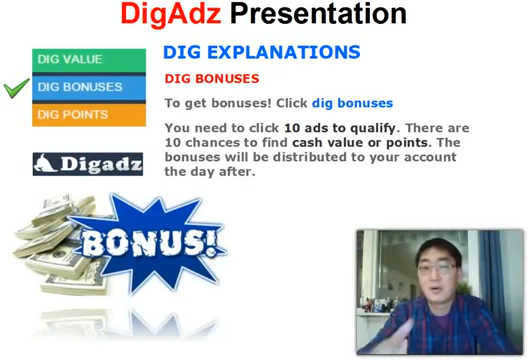 DigAdz Presentation
DIG VALUE
DIG BONUSES
DIG POINTS
Digadz
BONUS!
DIG EXPLANATIONS
DIG BONUSES
To get bonuses! Click dig bonuses
You need to click 10 ads to qualify. There are
10 chances to find cash value or points. The
bonuses will be distributed to your account
the day after.